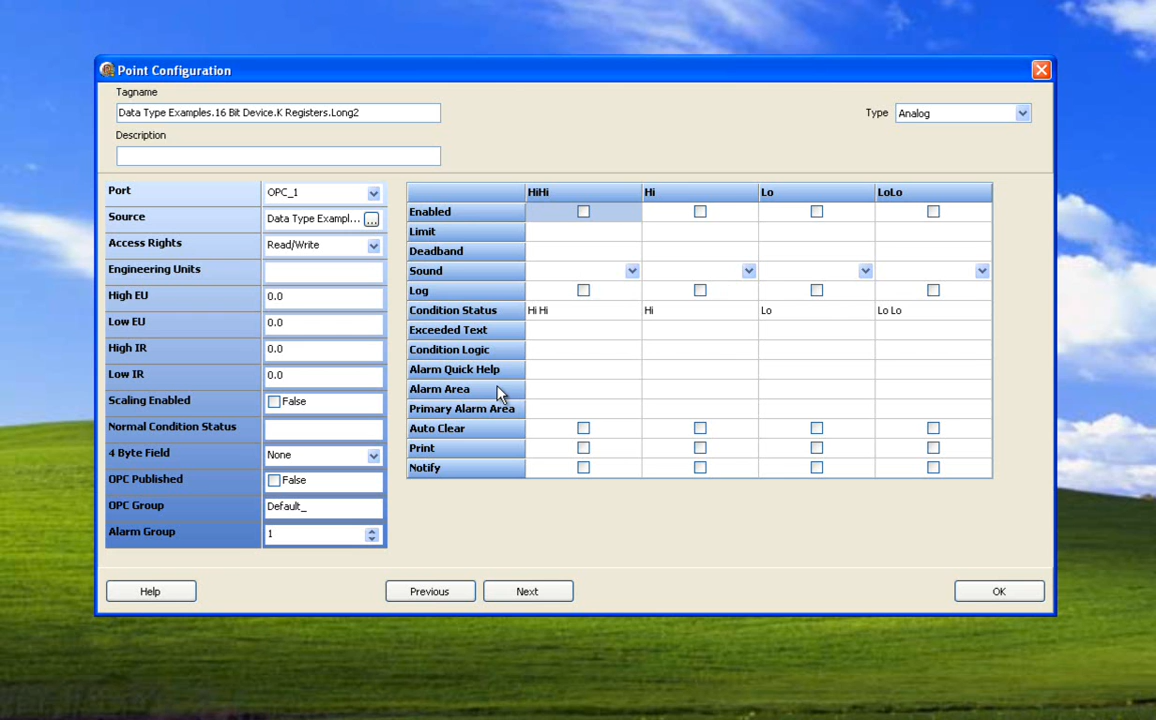 Point Configuration
Tagname
Data Type Examples.16 Bit Device.K Registers.Long2
Type Analog
Description
Port OPC_1
Source Data Type Exampl... ...
Access Rights Read/Write
Engineering Units
High EU 0.0
Low EU 0.0
High IR 0.0
Low IR 0.0
Scaling Enabled False
Normal Condition Status
4 Byte Field None
OPC Published False
OPC Group Default_
Alarm Group 1
HiHi Hi Lo LoLo
Enabled
Limit
Deadband
Sound
Log
Condition Status Hi Hi Hi Lo Lo Lo
Exceeded Text
Condition Logic
Alarm Quick Help
Alarm Area
Primary Alarm Area
Auto Clear
Print
Notify
Help Previous Next OK